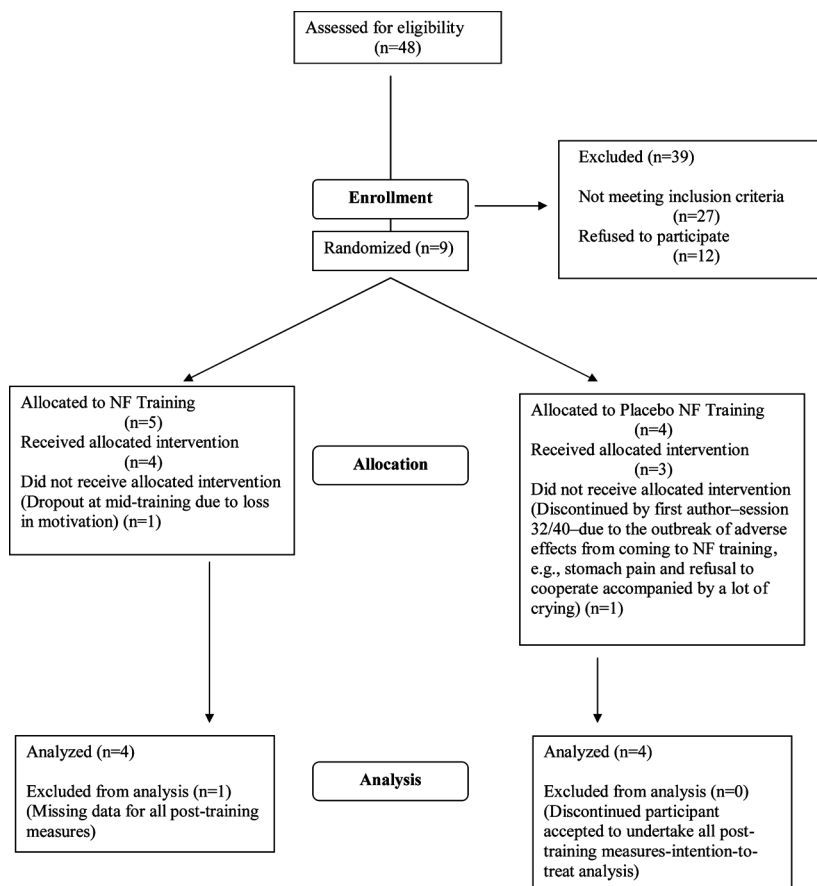 Assessed for eligibility
(n=48)
Excluded (n=39)
Not meeting inclusion criteria
(n=27)
Refused to participate
(n=12)
Enrollment
Randomized (n=9)
Allocated to NF Training
(n=5)
Received allocated intervention
(n=4)
Did not receive allocated intervention
(Dropout at mid-training due to loss
in motivation) (n=1)
Allocation
Allocated to Placebo NF Training
(n=4)
Received allocated intervention
(n=3)
Did not receive allocated intervention
(Discontinued by first author–session
32/40–due to the outbreak of adverse
effects from coming to NF training,
e.g., stomach pain and refusal to
cooperate accompanied by a lot of
crying) (n=1)
Analyzed (n=4)
Excluded from analysis (n=1)
(Missing data for all post-training
measures)
Analysis
Analyzed (n=4)
Excluded from analysis (n=0)
(Discontinued participant
accepted to undertake all post-
training measures-intention-to-
treat analysis)